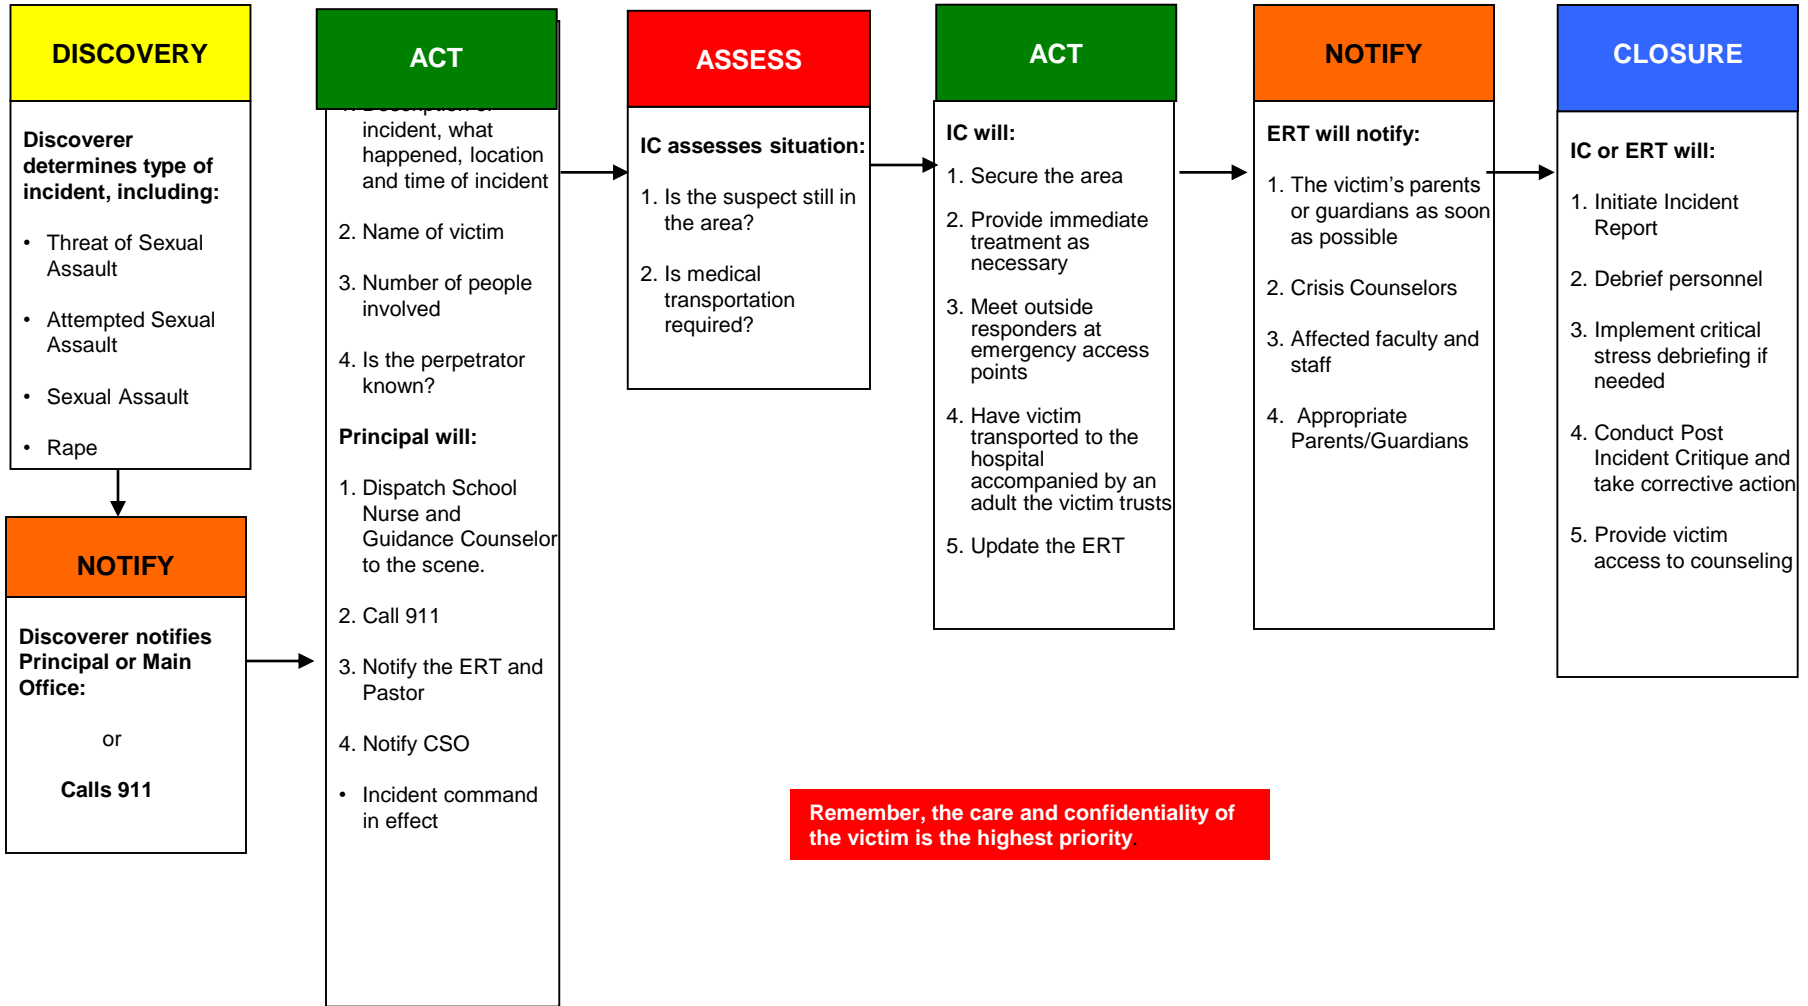 DISCOVERY
Discoverer
determines type of
incident, including:
• Threat of Sexual
Assault
• Attempted Sexual
Assault
• Sexual Assault
• Rape
NOTIFY
Discoverer notifies
Principal or Main
Office:
or
Calls 911
ACT
1. Description of
incident, what
happened, location
and time of incident
2. Name of victim
3. Number of people
involved
4. Is the perpetrator
known?
Principal will:
1. Dispatch School
Nurse and
Guidance Counselor
to the scene.
2. Call 911
3. Notify the ERT and
Pastor
4. Notify CSO
• Incident command
in effect
ASSESS
IC assesses situation:
1. Is the suspect still in
the area?
2. Is medical
transportation
required?
ACT
IC will:
1. Secure the area
2. Provide immediate
treatment as
necessary
3. Meet outside
responders at
emergency access
points
4. Have victim
transported to the
hospital
accompanied by an
adult the victim trusts
5. Update the ERT
NOTIFY
ERT will notify:
1. The victim’s parents
or guardians as soon
as possible
2. Crisis Counselors
3. Affected faculty and
staff
4. Appropriate
Parents/Guardians
CLOSURE
IC or ERT will:
1. Initiate Incident
Report
2. Debrief personnel
3. Implement critical
stress debriefing if
needed
4. Conduct Post
Incident Critique and
take corrective action
5. Provide victim
access to counseling
Remember, the care and confidentiality of
the victim is the highest priority.